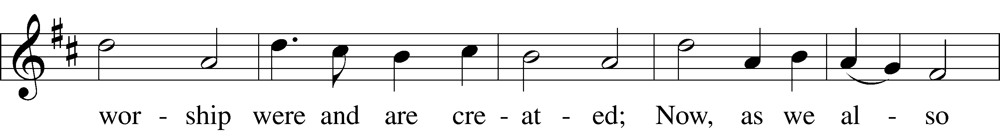 wor - ship were and are cre - at - ed; Now, as we al - so